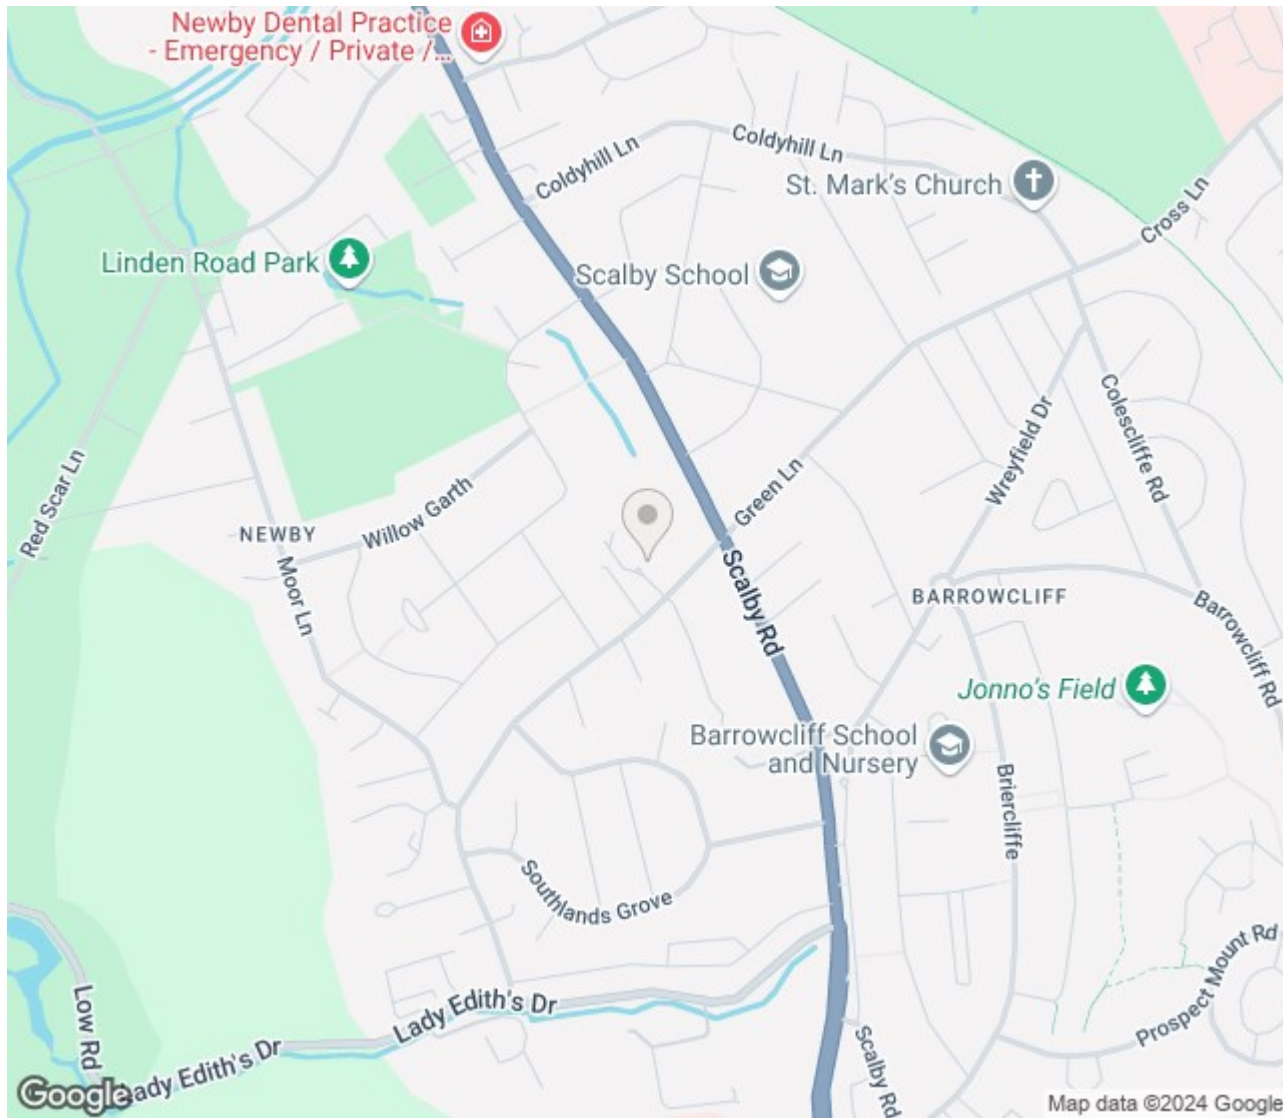 Newby Dental Practice
- Emergency / Private /...
Coldyhill Ln
Coldyhill Ln
St. Mark's Church
Cross Ln
Linden Road Park
Scalby School
Colescliffe Rd
Wreyfield Dr
Red Scar Ln
Willow Garth
Green Ln
NEWBY
Moor Ln
Scalby Rd
BARROWCLIFF
Barrowcliff Rd
Jonno's Field
Barrowcliff School
and Nursery
Briercliffe
Southlands Grove
Prospect Mount Rd
Low Rd
Lady Edith's Dr
Lady Edith's Dr
Scalby Rd
Google
Map data ©2024 Google